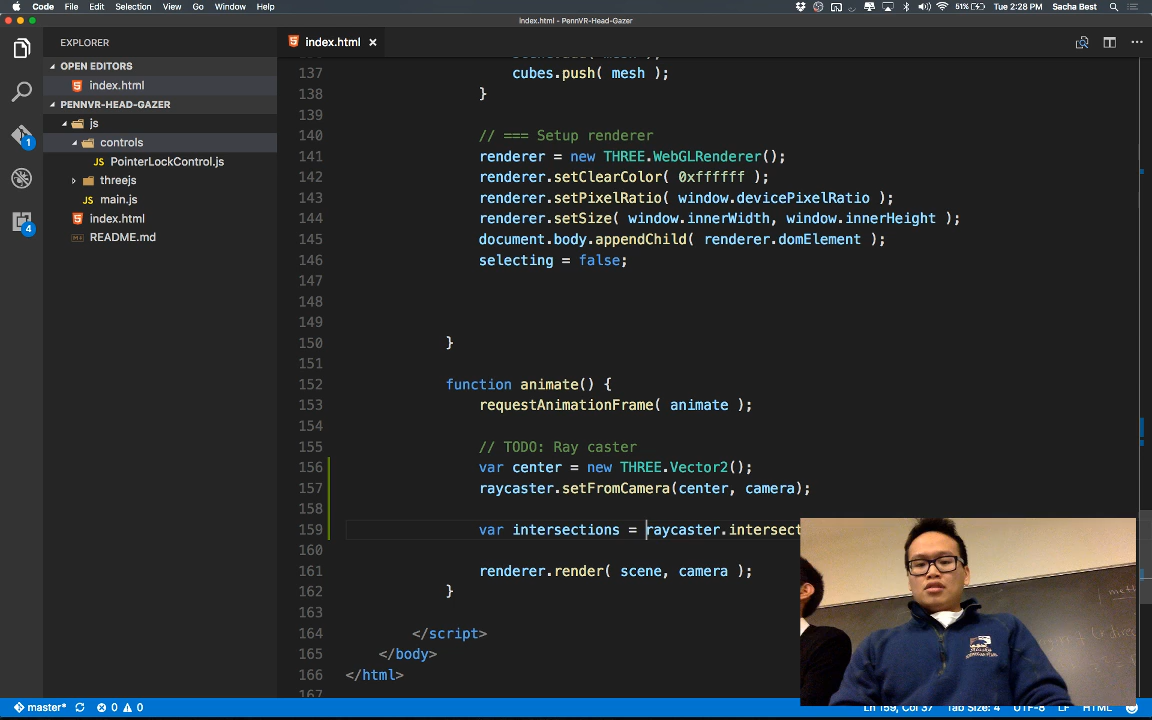 Code File Edit Selection View Go Window Help 51% Tue 2:28 PM Sacha Best
index.html - PennVR-Head-Gazer
EXPLORER
OPEN EDITORS
index.html
PENNVR-HEAD-GAZER
js
controls
JS PointerLockControl.js
threejs
JS main.js
index.html
README.md
1
4
index.html
137 cubes.push( mesh );
138 }
139
140 // === Setup renderer
141 renderer = new THREE.WebGLRenderer();
142 renderer.setClearColor( 0xffffff );
143 renderer.setPixelRatio( window.devicePixelRatio );
144 renderer.setSize( window.innerWidth, window.innerHeight );
145 document.body.appendChild( renderer.domElement );
146 selecting = false;
147
148
149
150 }
151
152 function animate() {
153 requestAnimationFrame( animate );
154
155 // TODO: Ray caster
156 var center = new THREE.Vector2();
157 raycaster.setFromCamera(center, camera);
158
159 var intersections = raycaster.intersect
160
161 renderer.render( scene, camera );
162 }
163
164 </script>
165 </body>
166 </html>
167
master* 0 0 Ln 159, Col 37 Tab Size: 4 UTF-8 LF HTML